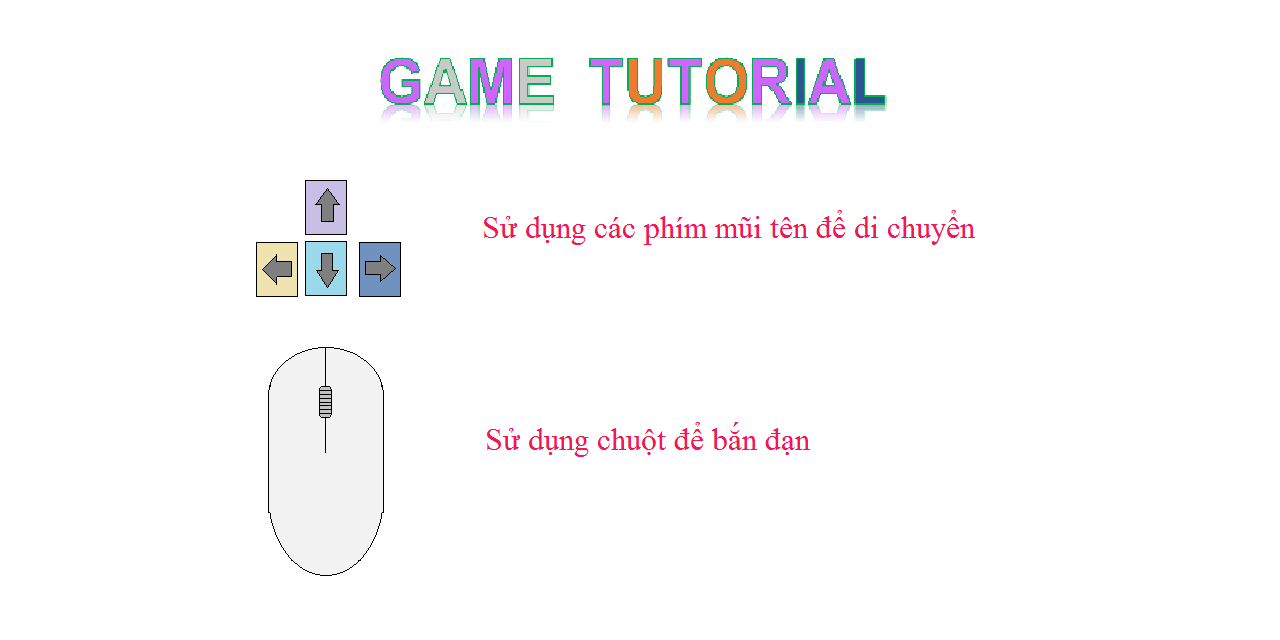 GAME TUTORIAL
Sử dụng các phím mũi tên để di chuyển
Sử dụng chuột để bắn đạn